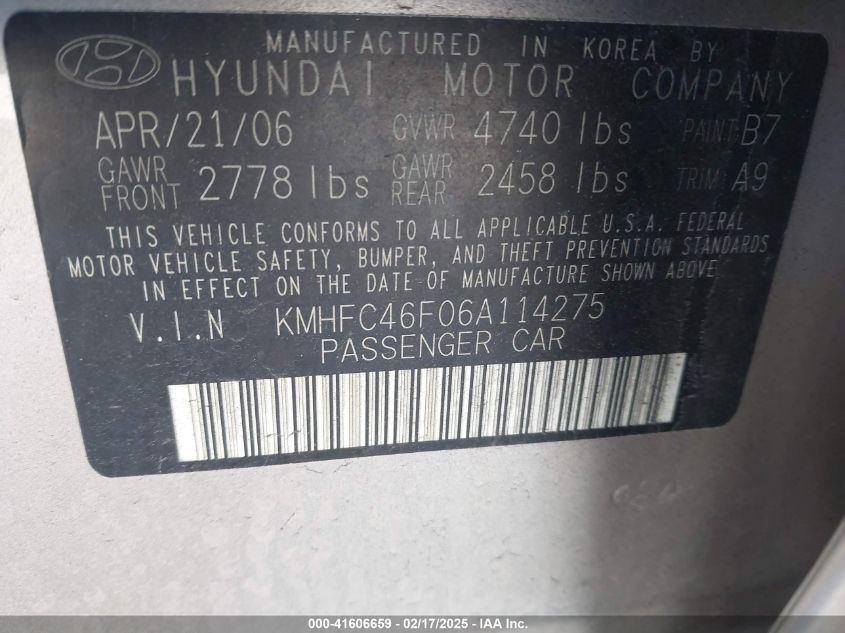 MANUFACTURED IN KOREA BY
HYUNDAI MOTOR COMPANY
APR/21/06 GVWR 4740 lbs PAINT: B7
GAWR FRONT 2778 lbs GAWR REAR 2458 lbs TRIM: A9
THIS VEHICLE CONFORMS TO ALL APPLICABLE U.S.A. FEDERAL
MOTOR VEHICLE SAFETY, BUMPER, AND THEFT PREVENTION STANDARDS
IN EFFECT ON THE DATE OF MANUFACTURE SHOWN ABOVE
V.I.N KMHFC46F06A114275
PASSENGER CAR
000-41606659 - 02/17/2025 - IAAI Inc.